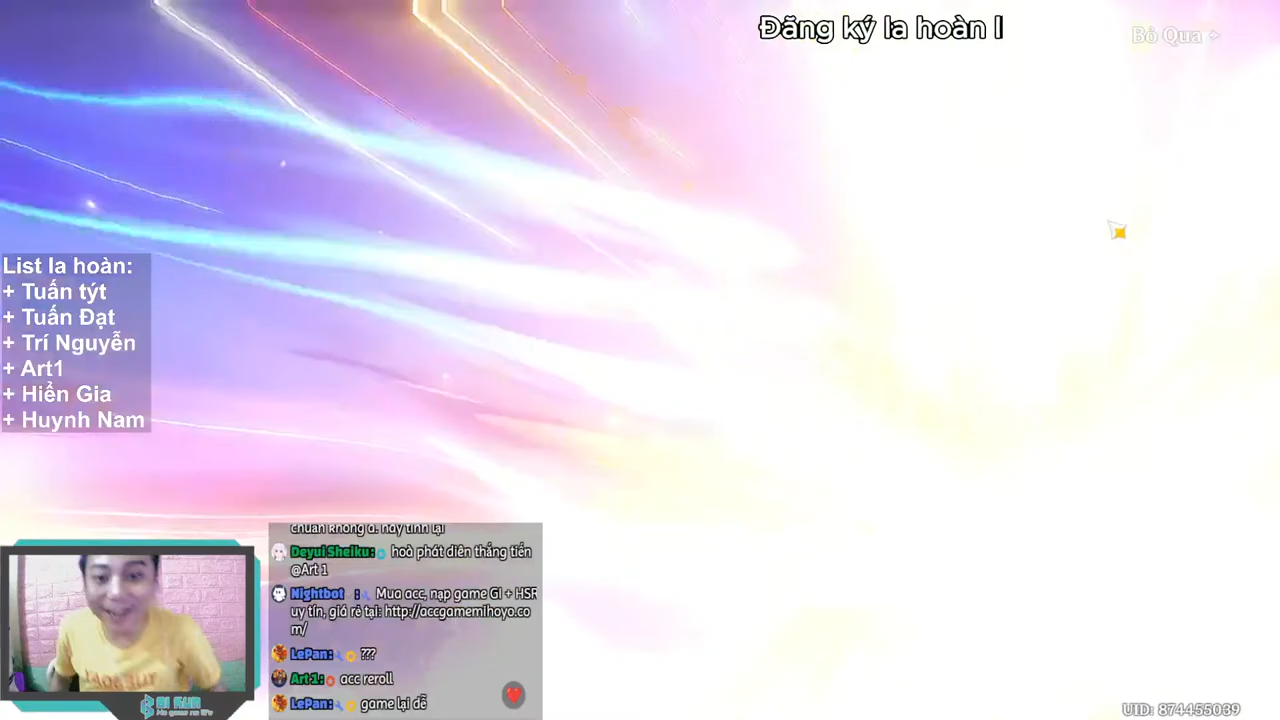 Đăng ký la hoàn l
Bỏ Qua
List la hoàn:
+ Tuấn týt
+ Tuấn Đạt
+ Trí Nguyễn
+ Art1
+ Hiển Gia
+ Huynh Nam
Deyui Sheiku: hoả phát diên thắng tiến
@Art 1
Nightbot : Mua acc, nạp game Gi + HSR
uy tín, giá rẻ tại: http://accgamemihoyo.co
m/
LePan: ???
Art 1: acc reroll
LePan: game lại dễ
UID: 874455039